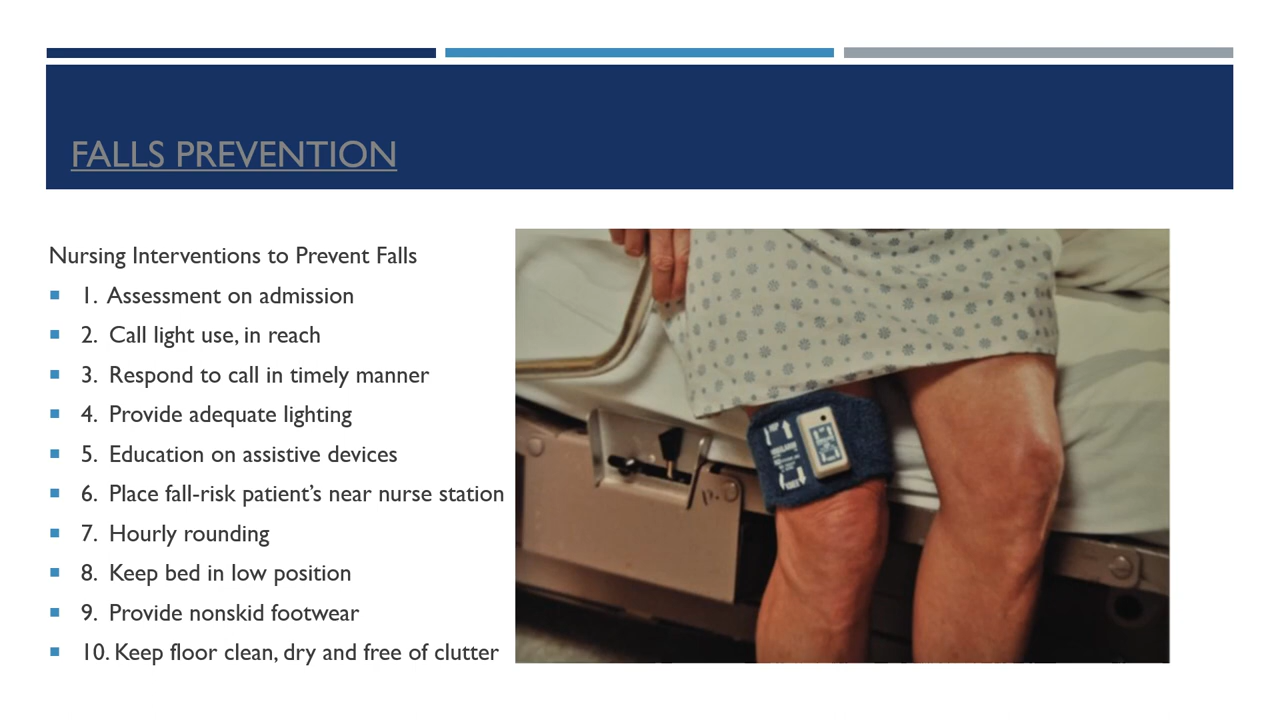 FALLS PREVENTION
Nursing Interventions to Prevent Falls
1. Assessment on admission
2. Call light use, in reach
3. Respond to call in timely manner
4. Provide adequate lighting
5. Education on assistive devices
6. Place fall-risk patient’s near nurse station
7. Hourly rounding
8. Keep bed in low position
9. Provide nonskid footwear
10. Keep floor clean, dry and free of clutter